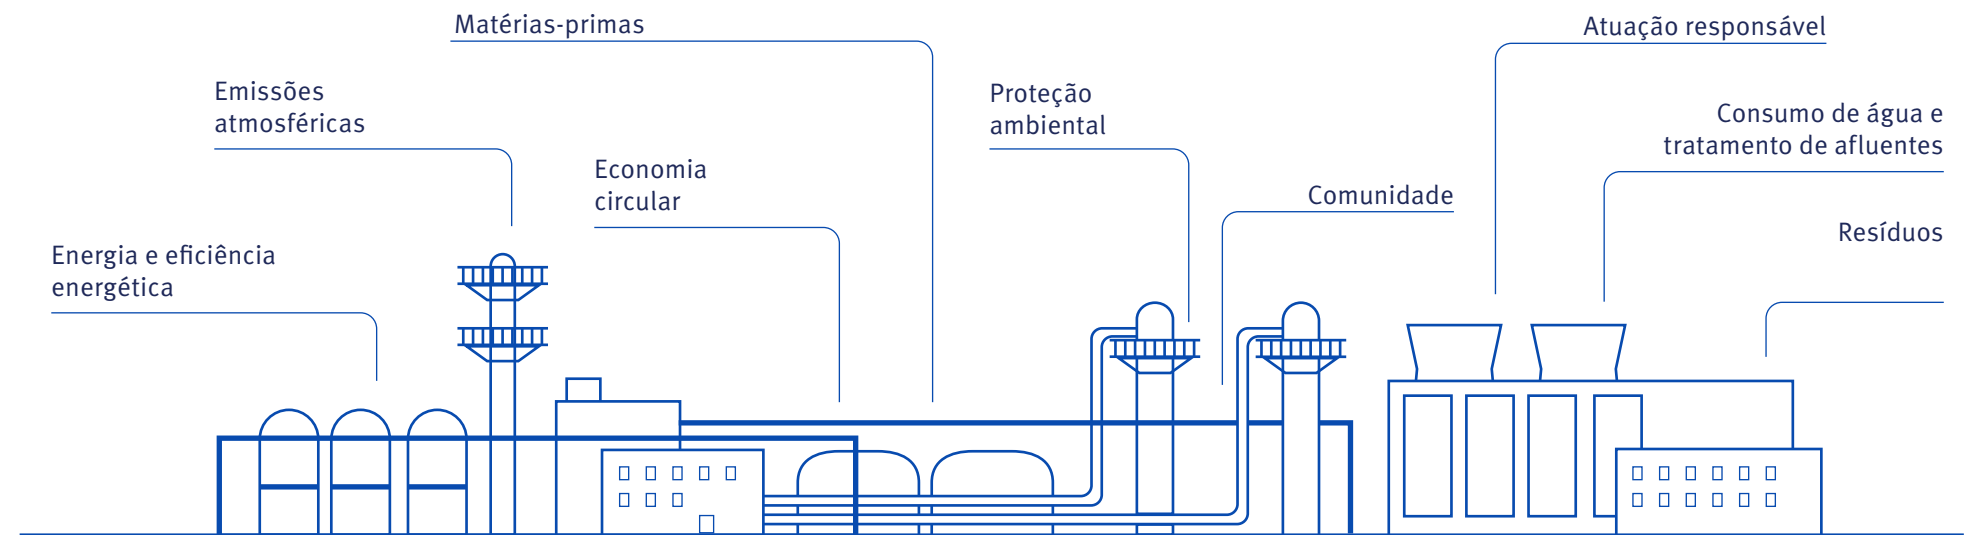 Matérias-primas
Atuação responsável
Emissões
atmosféricas
Proteção
ambiental
Consumo de água e
tratamento de afluentes
Economia
circular
Comunidade
Resíduos
Energia e eficiência
energética